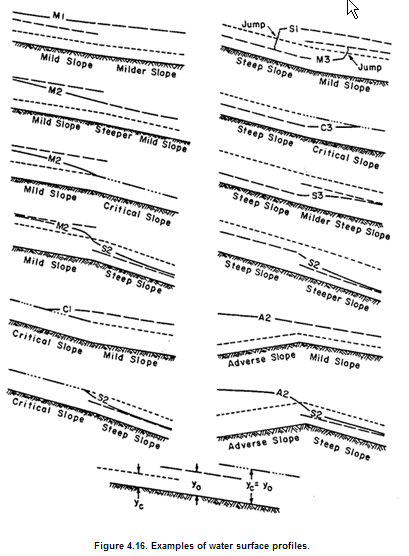 M1
Mild Slope Milder Slope
M2
Mild Slope Steeper Mild Slope
M2
Mild Slope Critical Slope
M2
S2
Mild Slope Steep Slope
C1
Critical Slope Mild Slope
S2
Critical Slope Steep Slope
Jump S1
M3
Jump
Steep Slope Mild Slope
C3
Steep Slope Critical Slope
S3
Steep Slope Milder Steep Slope
S2
Steep Slope Steeper Slope
A2
Adverse Slope Mild Slope
A2
S2
Adverse Slope Steep Slope
yc yo yc= yo
Figure 4.16. Examples of water surface profiles.